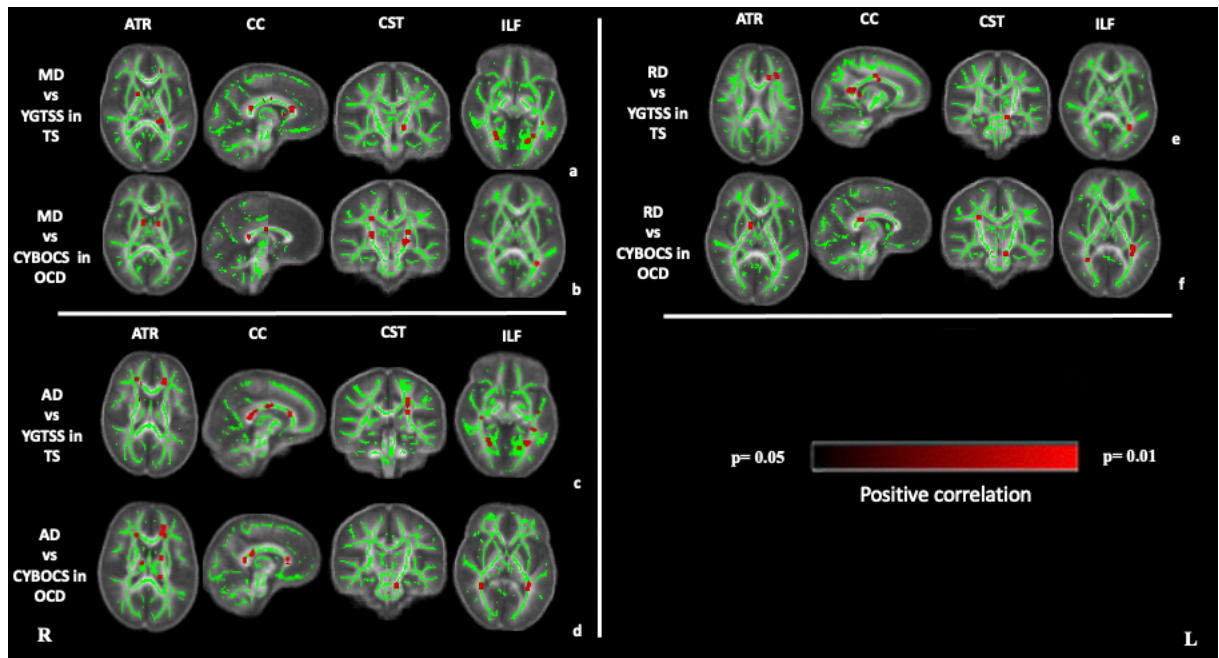 ATR CC CST ILF
MD
vs
YGTSS in
TS
a
MD
vs
CYBOCS in
OCD
b
ATR CC CST ILF
AD
vs
YGTSS in
TS
c
AD
vs
CYBOCS in
OCD
d
R
ATR CC CST ILF
RD
vs
YGTSS in
TS
e
RD
vs
CYBOCS in
OCD
f
p= 0.05 p= 0.01
Positive correlation
L